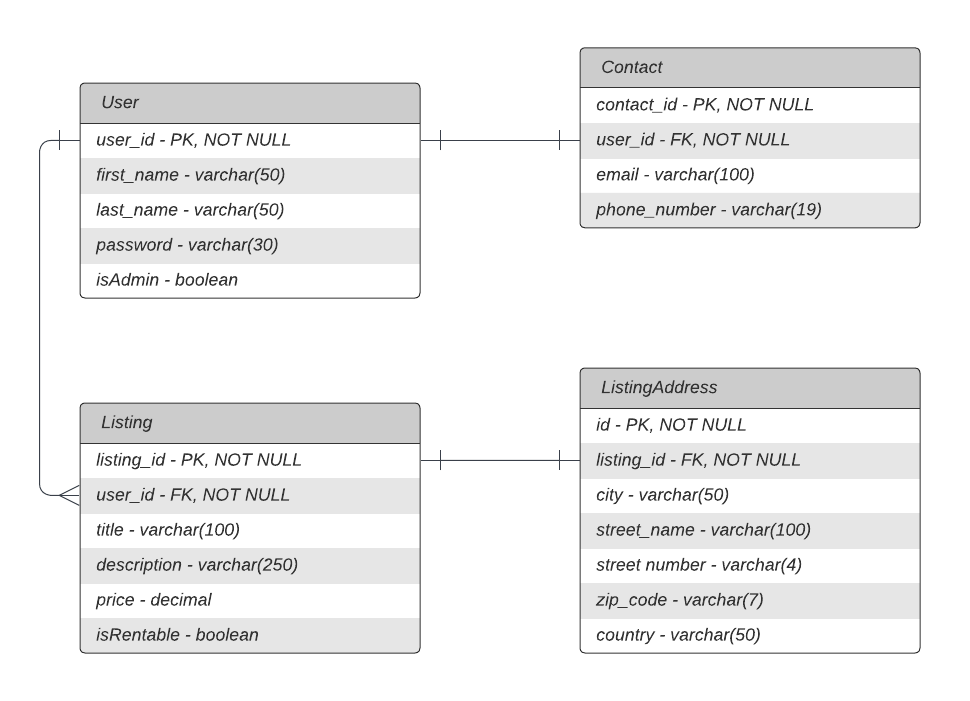 User
user_id - PK, NOT NULL
first_name - varchar(50)
last_name - varchar(50)
password - varchar(30)
isAdmin - boolean
Contact
contact_id - PK, NOT NULL
user_id - FK, NOT NULL
email - varchar(100)
phone_number - varchar(19)
Listing
listing_id - PK, NOT NULL
user_id - FK, NOT NULL
title - varchar(100)
description - varchar(250)
price - decimal
isRentable - boolean
ListingAddress
id - PK, NOT NULL
listing_id - FK, NOT NULL
city - varchar(50)
street_name - varchar(100)
street number - varchar(4)
zip_code - varchar(7)
country - varchar(50)